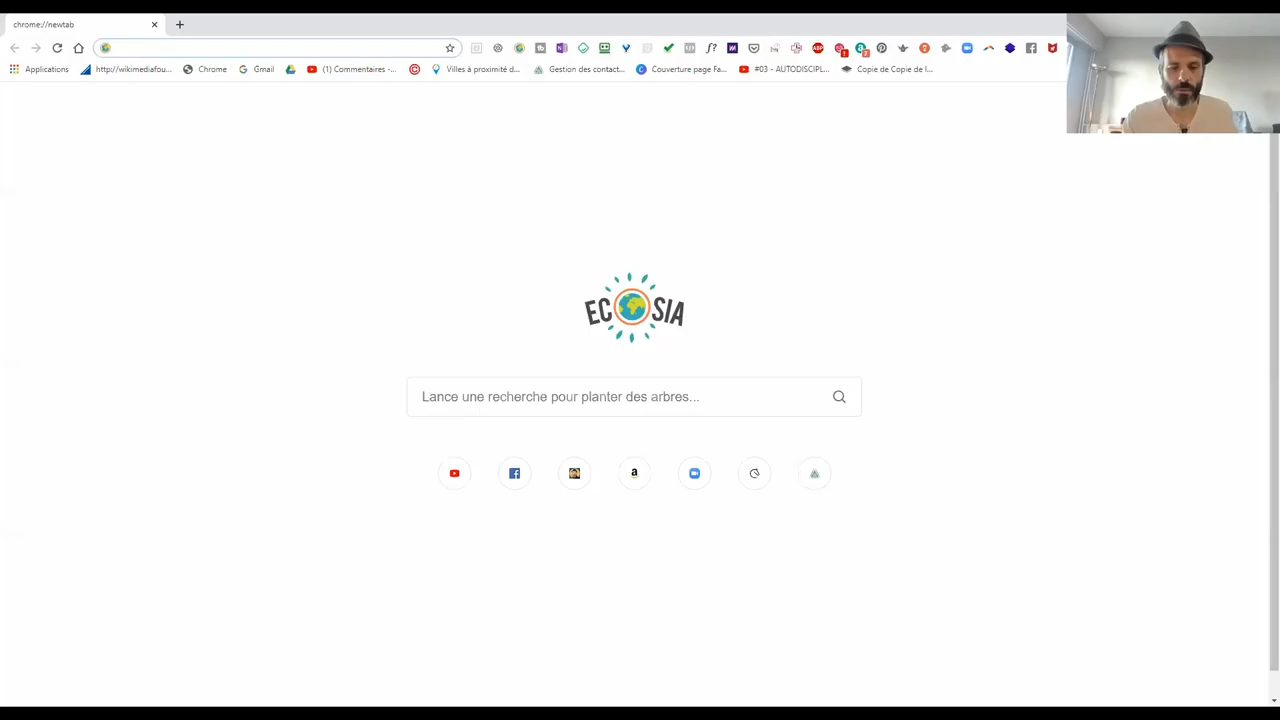 chrome://newtab
Applications
http://wikimediafou...
Chrome
Gmail
(1) Commentaires -...
Villes à proximité d...
Gestion des contact...
Couverture page Fa...
#03 - AUTODISCIPL...
Copie de Copie de l...
ECOSIA
Lance une recherche pour planter des arbres...